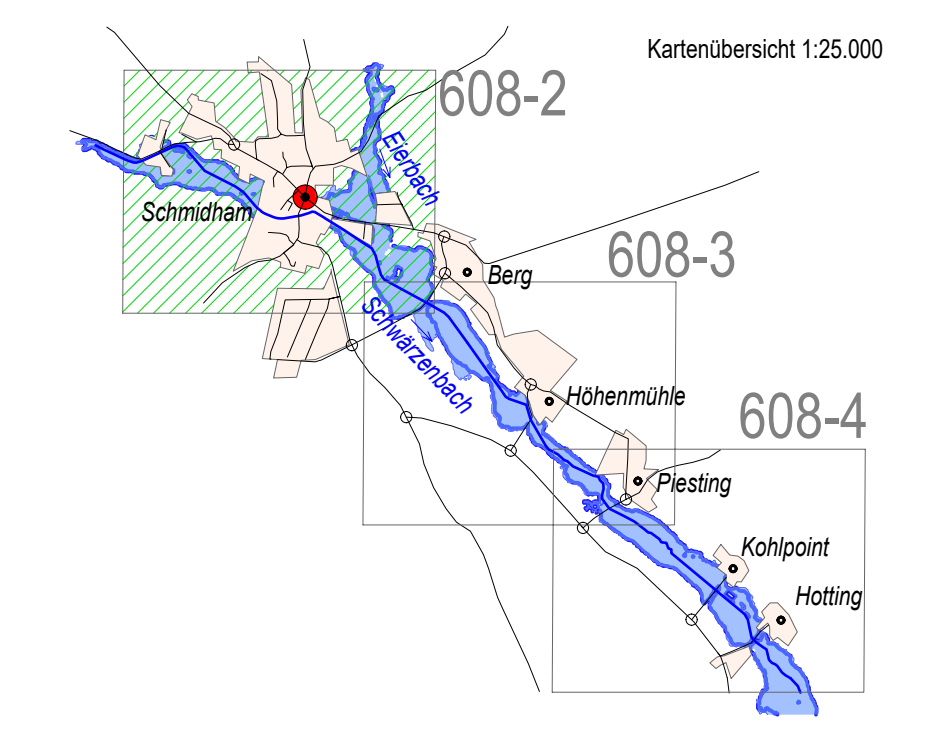 Kartenübersicht 1:25.000
608-2
Eierbach
Schmidham
608-3
Berg
Schwärzenbach
Höhenmühle
608-4
Piesting
Kohlpoint
Hotting